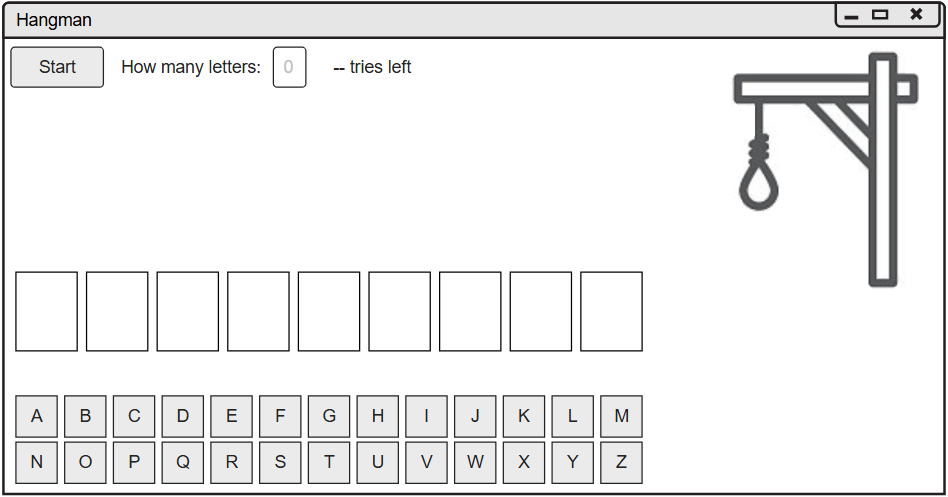 Hangman
Start How many letters: 0 -- tries left
A B C D E F G H I J K L M
N O P Q R S T U V W X Y Z